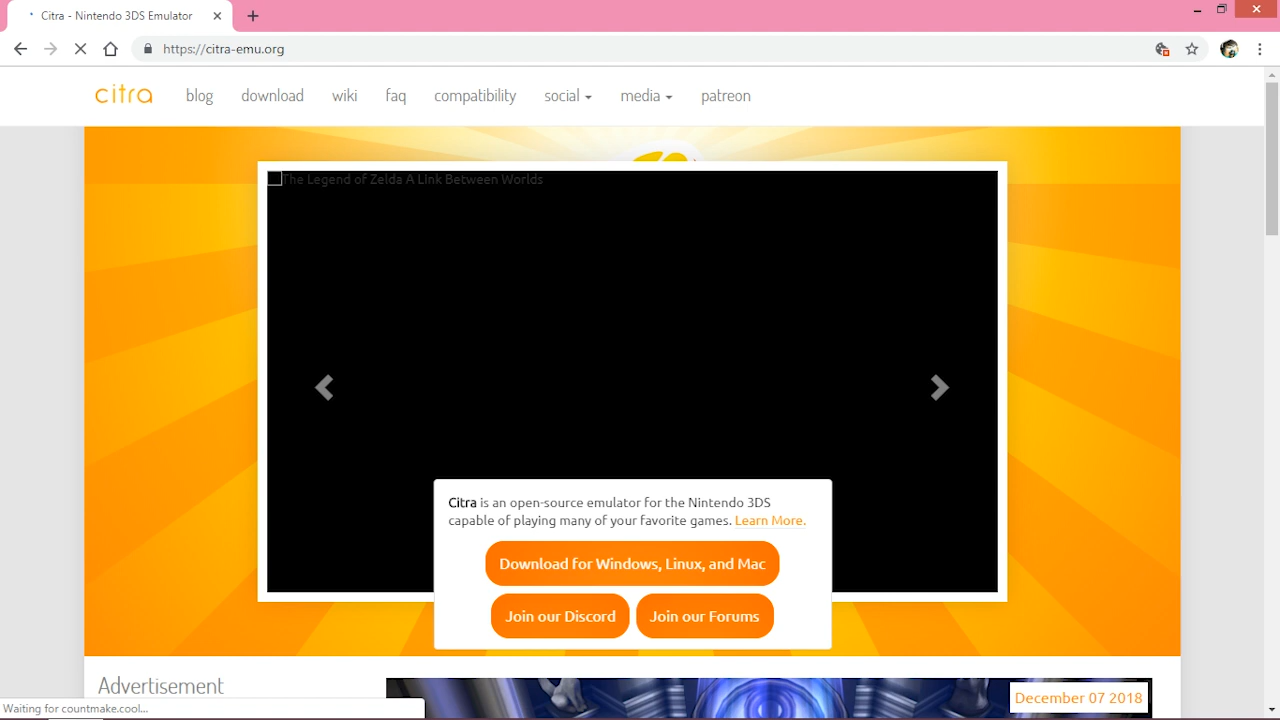 Citra - Nintendo 3DS Emulator
https://citra-emu.org
citra blog download wiki faq compatibility social media patreon
The Legend of Zelda A Link Between Worlds
Citra is an open-source emulator for the Nintendo 3DS
capable of playing many of your favorite games. Learn More.
Download for Windows, Linux, and Mac
Join our Discord Join our Forums
Advertisement
December 07 2018
Waiting for countmake.cool...